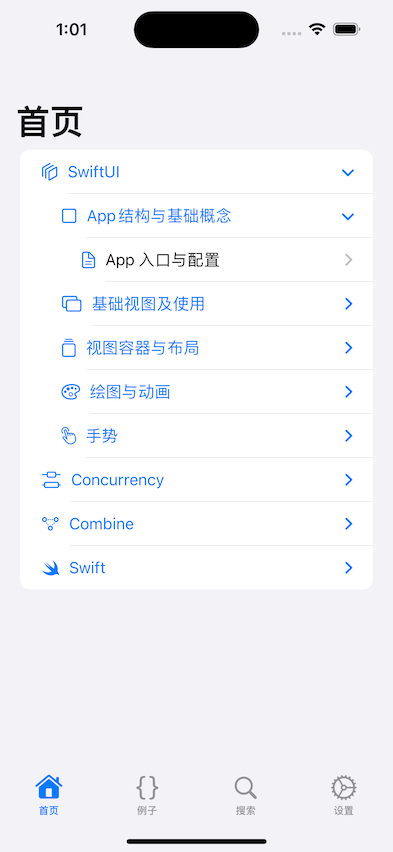 1:01
首页
SwiftUI
App结构与基础概念
App 入口与配置
基础视图及使用
视图容器与布局
绘图与动画
手势
Concurrency
Combine
Swift
首页 例子 搜索 设置